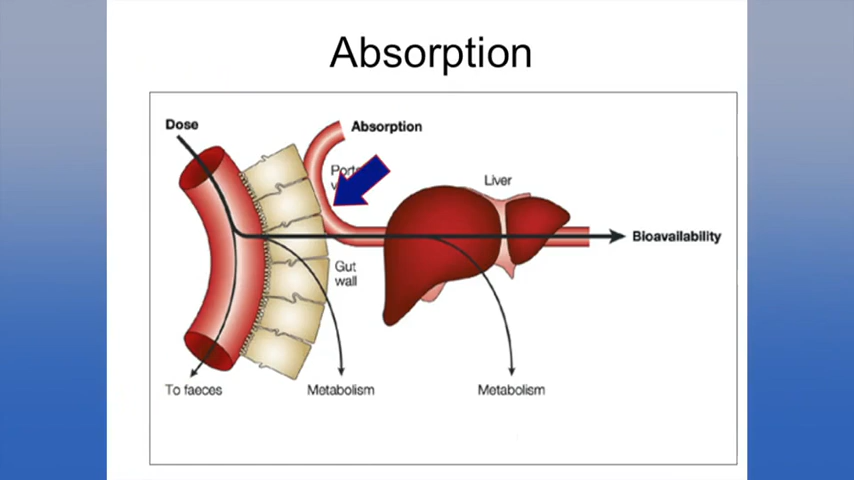 Absorption
Dose
Absorption
Liver
Bioavailability
Gut
wall
To faeces
Metabolism
Metabolism